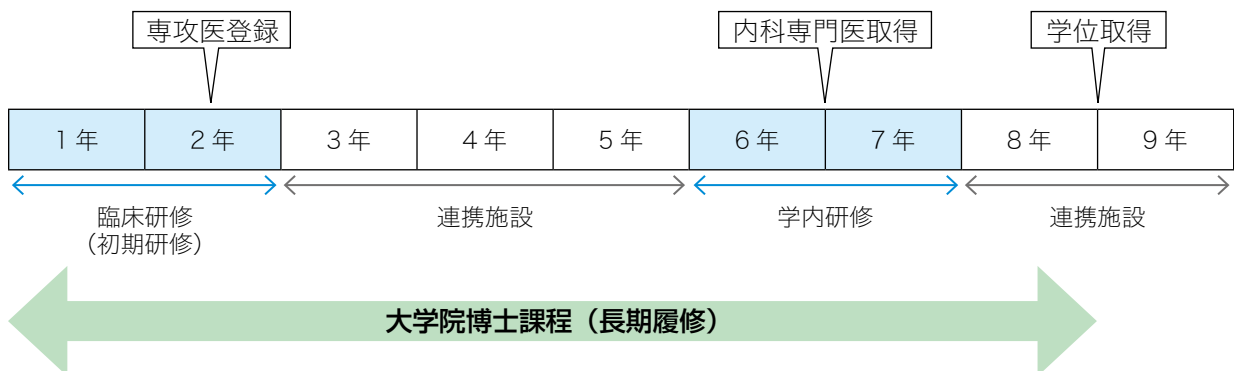 専攻医登録
内科専門医取得
学位取得
1 年
2 年
3 年
4 年
5 年
6 年
7 年
8 年
9 年
臨床研修
（初期研修）
連携施設
学内研修
連携施設
大学院博士課程（長期履修）